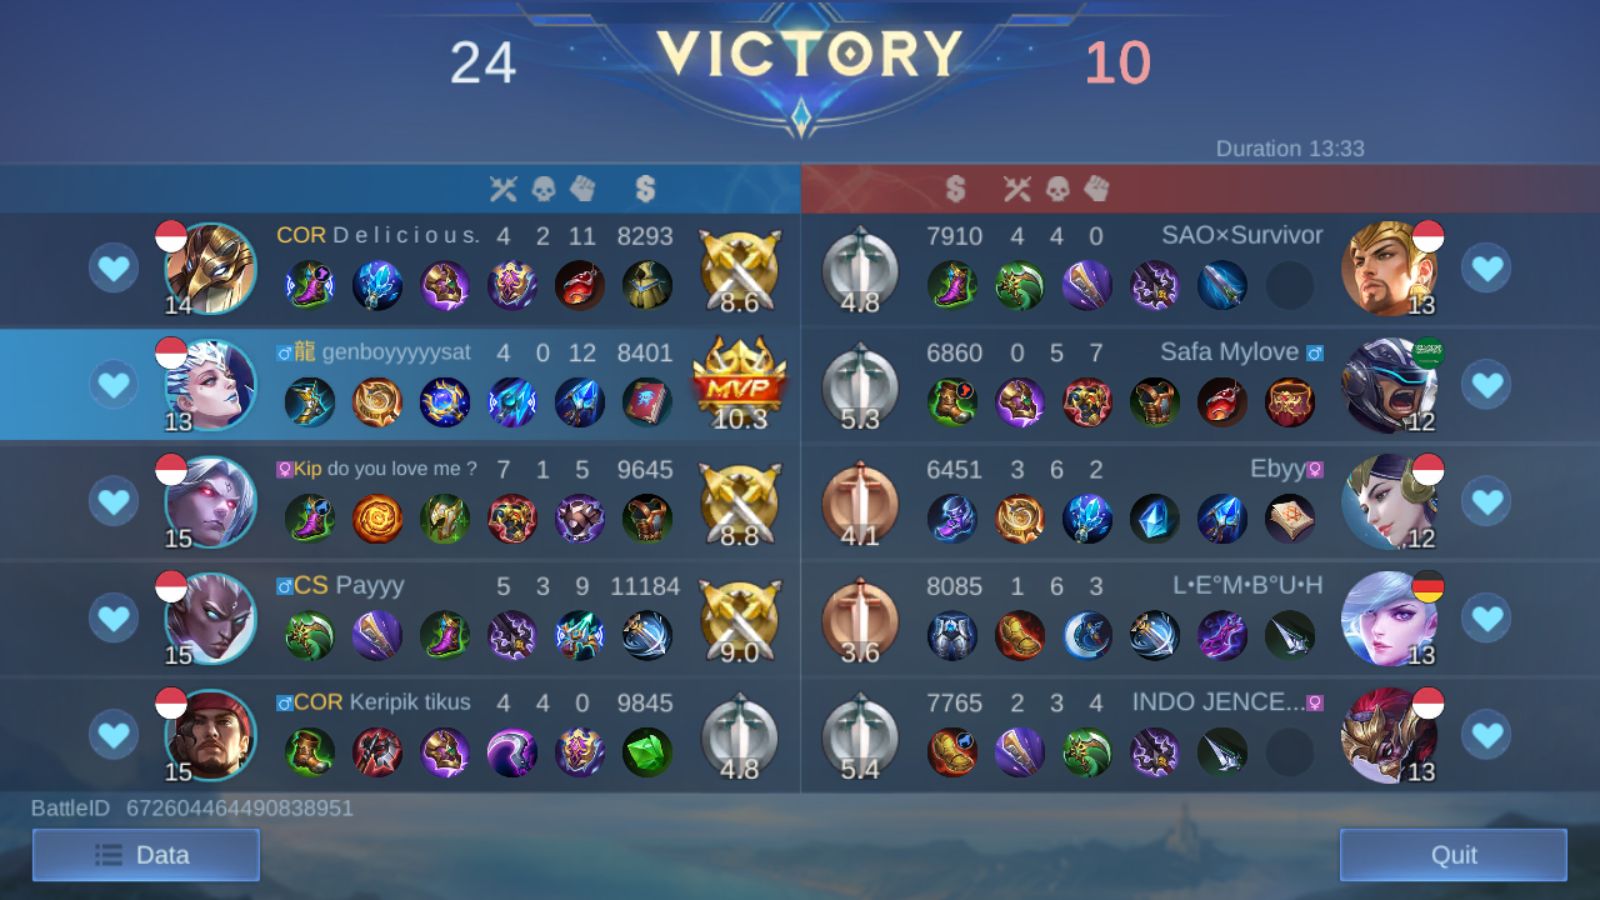 24 VICTORY 10
Duration 13:33
COR Delicious. 4 2 11 8293 8.6 14
4.8 7910 4 4 0 SAO×Survivor 13
龍 genboyyyyysat 4 0 12 8401 MVP 10.3 13
5.3 6860 0 5 7 Safa Mylove 12
Kip do you love me ? 7 1 5 9645 8.8 15
4.1 6451 3 6 2 Ebyy 12
CS Payyy 5 3 9 11184 9.0 15
3.6 8085 1 6 3 L•E°M•B°U•H 13
COR Keripik tikus 4 4 0 9845 4.8 15
5.4 7765 2 3 4 INDO JENCE... 13
BattleID 672604464490838951
Data
Quit